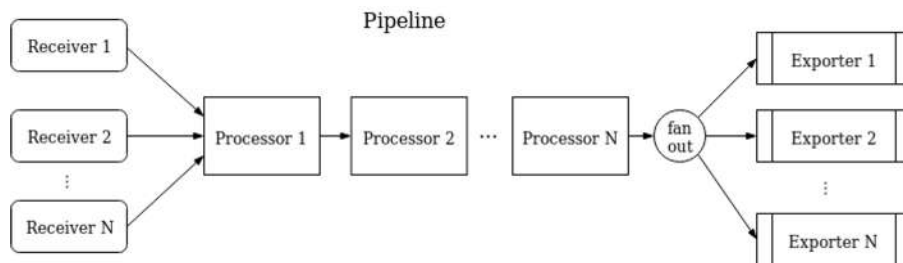 Pipeline
Receiver 1
Receiver 2
⋮
Receiver N
Processor 1
Processor 2
...
Processor N
fan
out
Exporter 1
Exporter 2
⋮
Exporter N